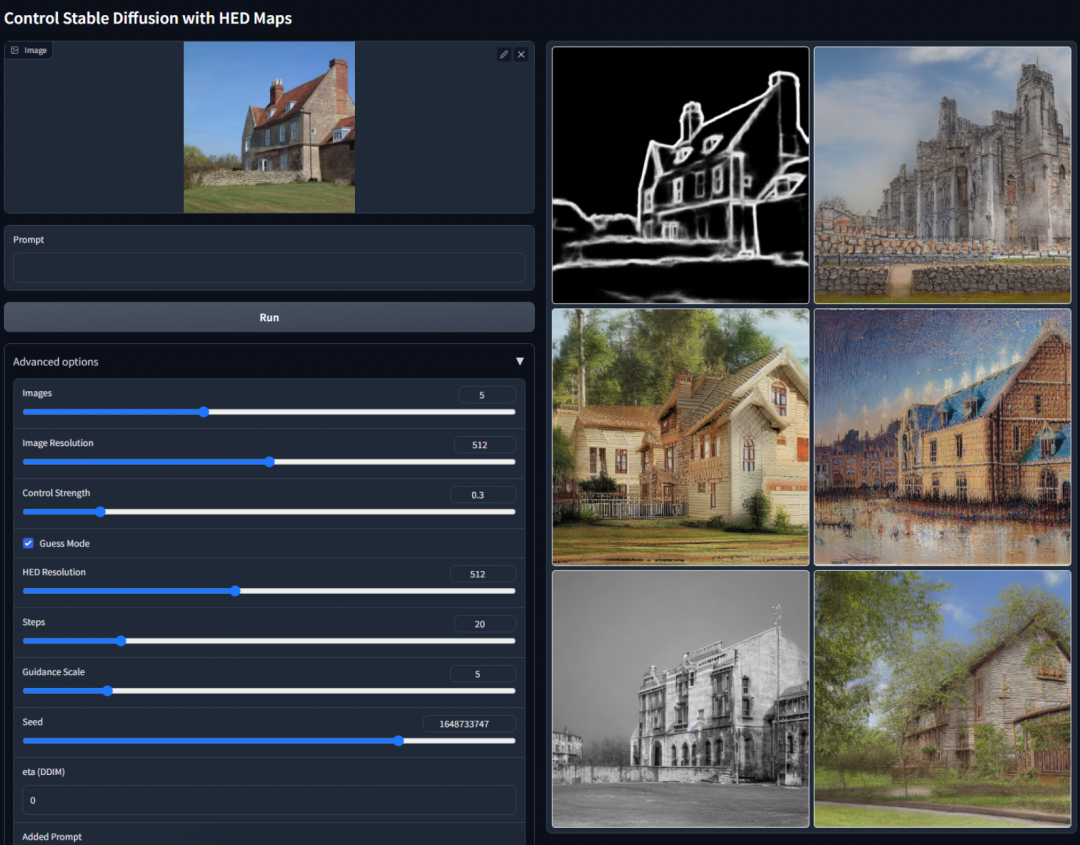 Control Stable Diffusion with HED Maps
Image
Prompt
Run
Advanced options
Images
5
Image Resolution
512
Control Strength
0.3
Guess Mode
HED Resolution
512
Steps
20
Guidance Scale
5
Seed
1648733747
eta (DDIM)
0
Added Prompt